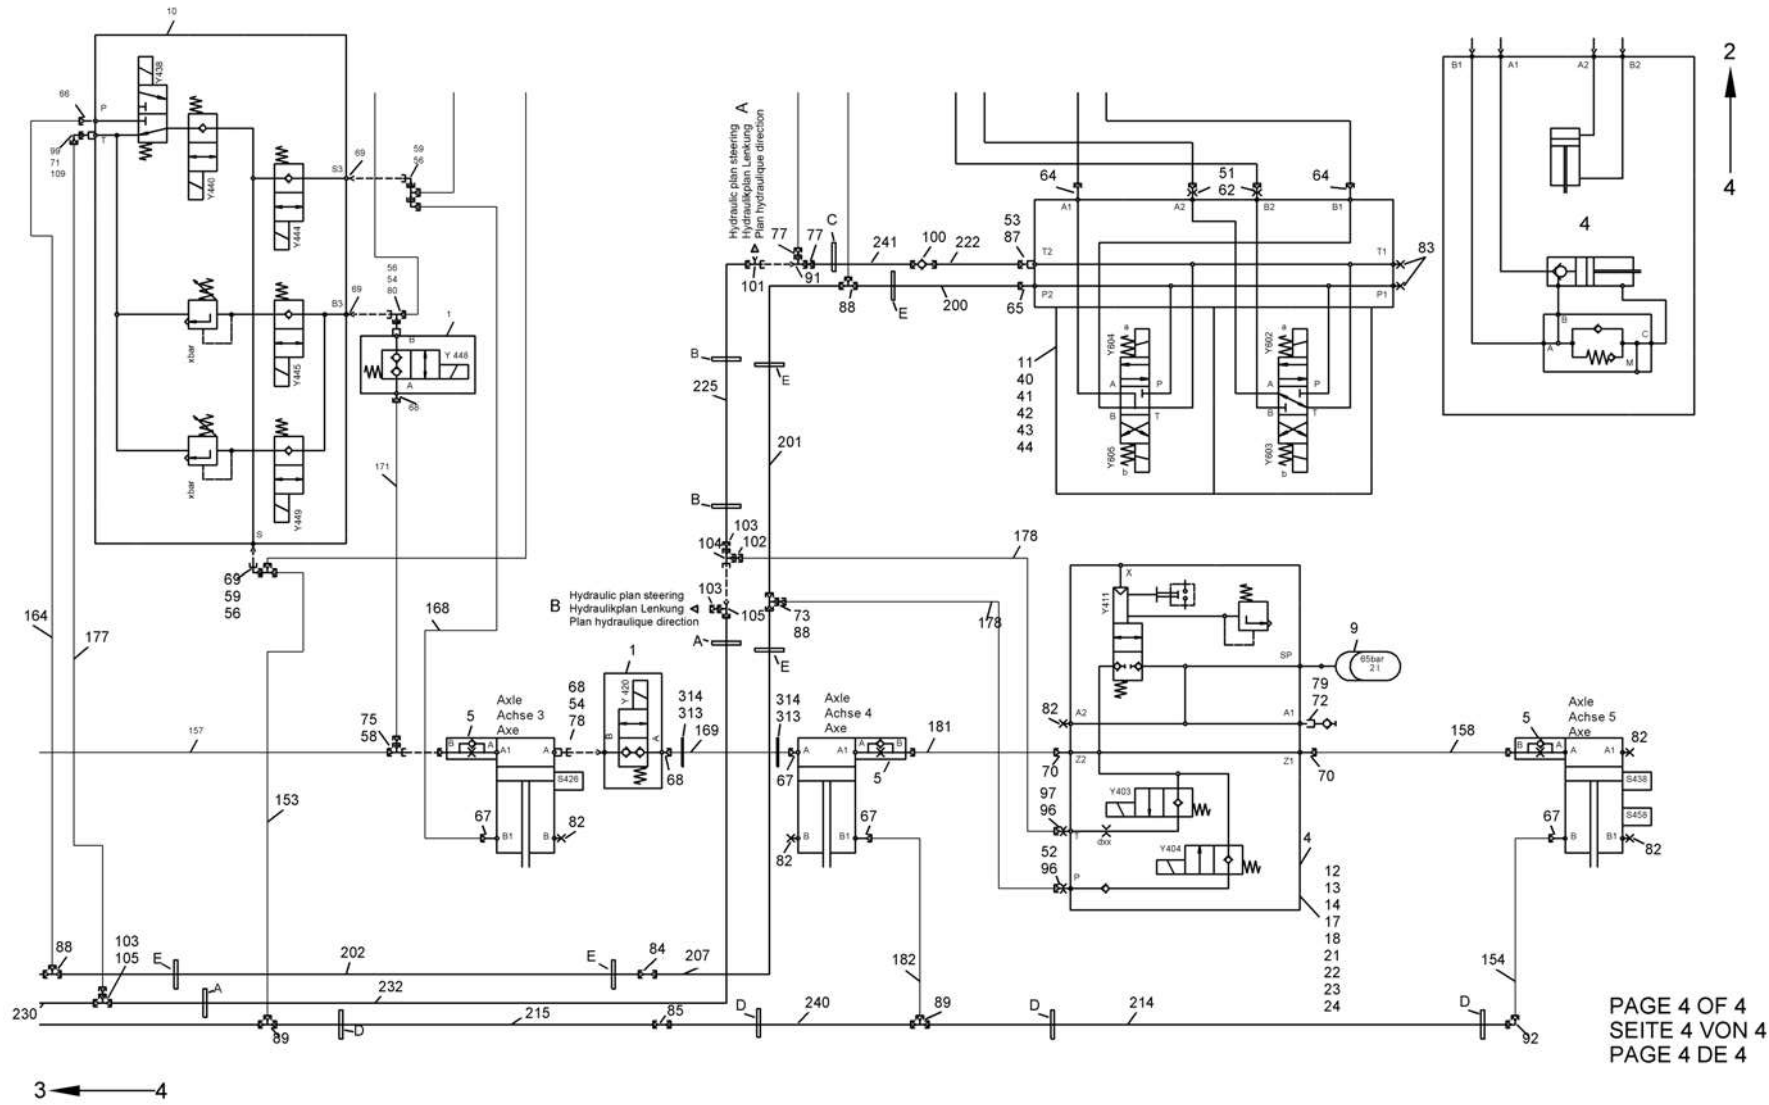 10
Y438
66
P
T
99
71
109
Y440
S3
69
59
56
Y444
56
54
80
B3
69
1
B
Y 446
A
68
xbar
Y445
xbar
Y449
171
S
69
59
56
164
177
168
153
157
75
58
Hydraulic plan steering
Hydraulikplan Lenkung
Plan hydraulique direction
A
77
77
C
101
91
241
100
222
53
87
88
E
200
65
64
51
62
64
A1
A2
B2
B1
T2
T1
P2
P1
83
a
Y604
A
P
B
T
Y605
b
a
Y602
A
P
B
T
Y603
b
11
40
41
42
43
44
B1
A1
A2
B2
4
B
A
C
M
2
4
B
225
E
201
B
103
104
102
178
B
Hydraulic plan steering
Hydraulikplan Lenkung
Plan hydraulique direction
103
105
73
88
A
E
178
X
Y411
SP
9
65bar
2 l
82
A2
A1
79
72
Z2
Z1
70
70
97
96
T
dxx
Y403
52
96
P
Y404
4
12
13
14
17
18
21
22
23
24
Axle
Achse 3
Axe
5
B
A
A1
A
S426
67
B1
B
82
68
54
78
1
Y 420
B
A
68
314
313
169
314
313
Axle
Achse 4
Axe
67
A
A1
A
B
5
181
B
B1
82
67
158
Axle
Achse 5
Axe
5
B
A
A
A1
82
S438
S458
67
B
B1
82
88
103
105
E
202
E
84
207
230
A
232
89
D
215
85
D
240
182
89
D
214
154
D
92
PAGE 4 OF 4
SEITE 4 VON 4
PAGE 4 DE 4
3
4